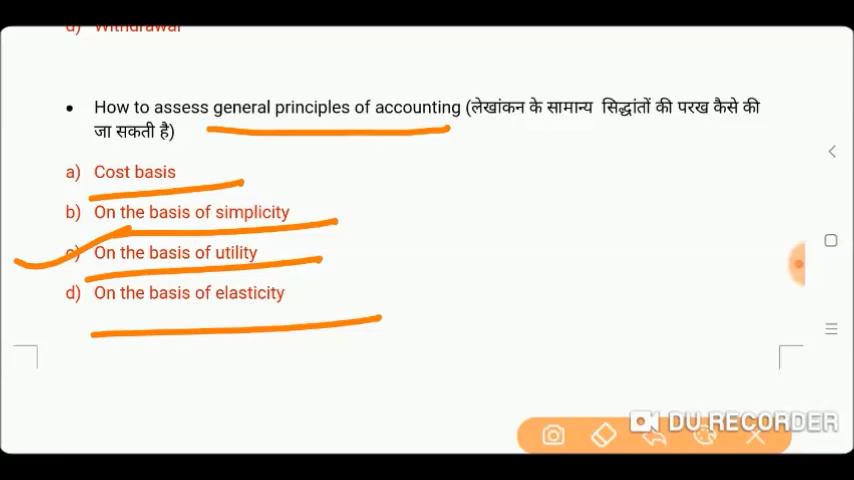 d) Withdrawal
• How to assess general principles of accounting (लेखांकन के सामान्य सिद्धांतों की परख कैसे की
जा सकती है)
a) Cost basis
b) On the basis of simplicity
c) On the basis of utility
d) On the basis of elasticity
DU RECORDER